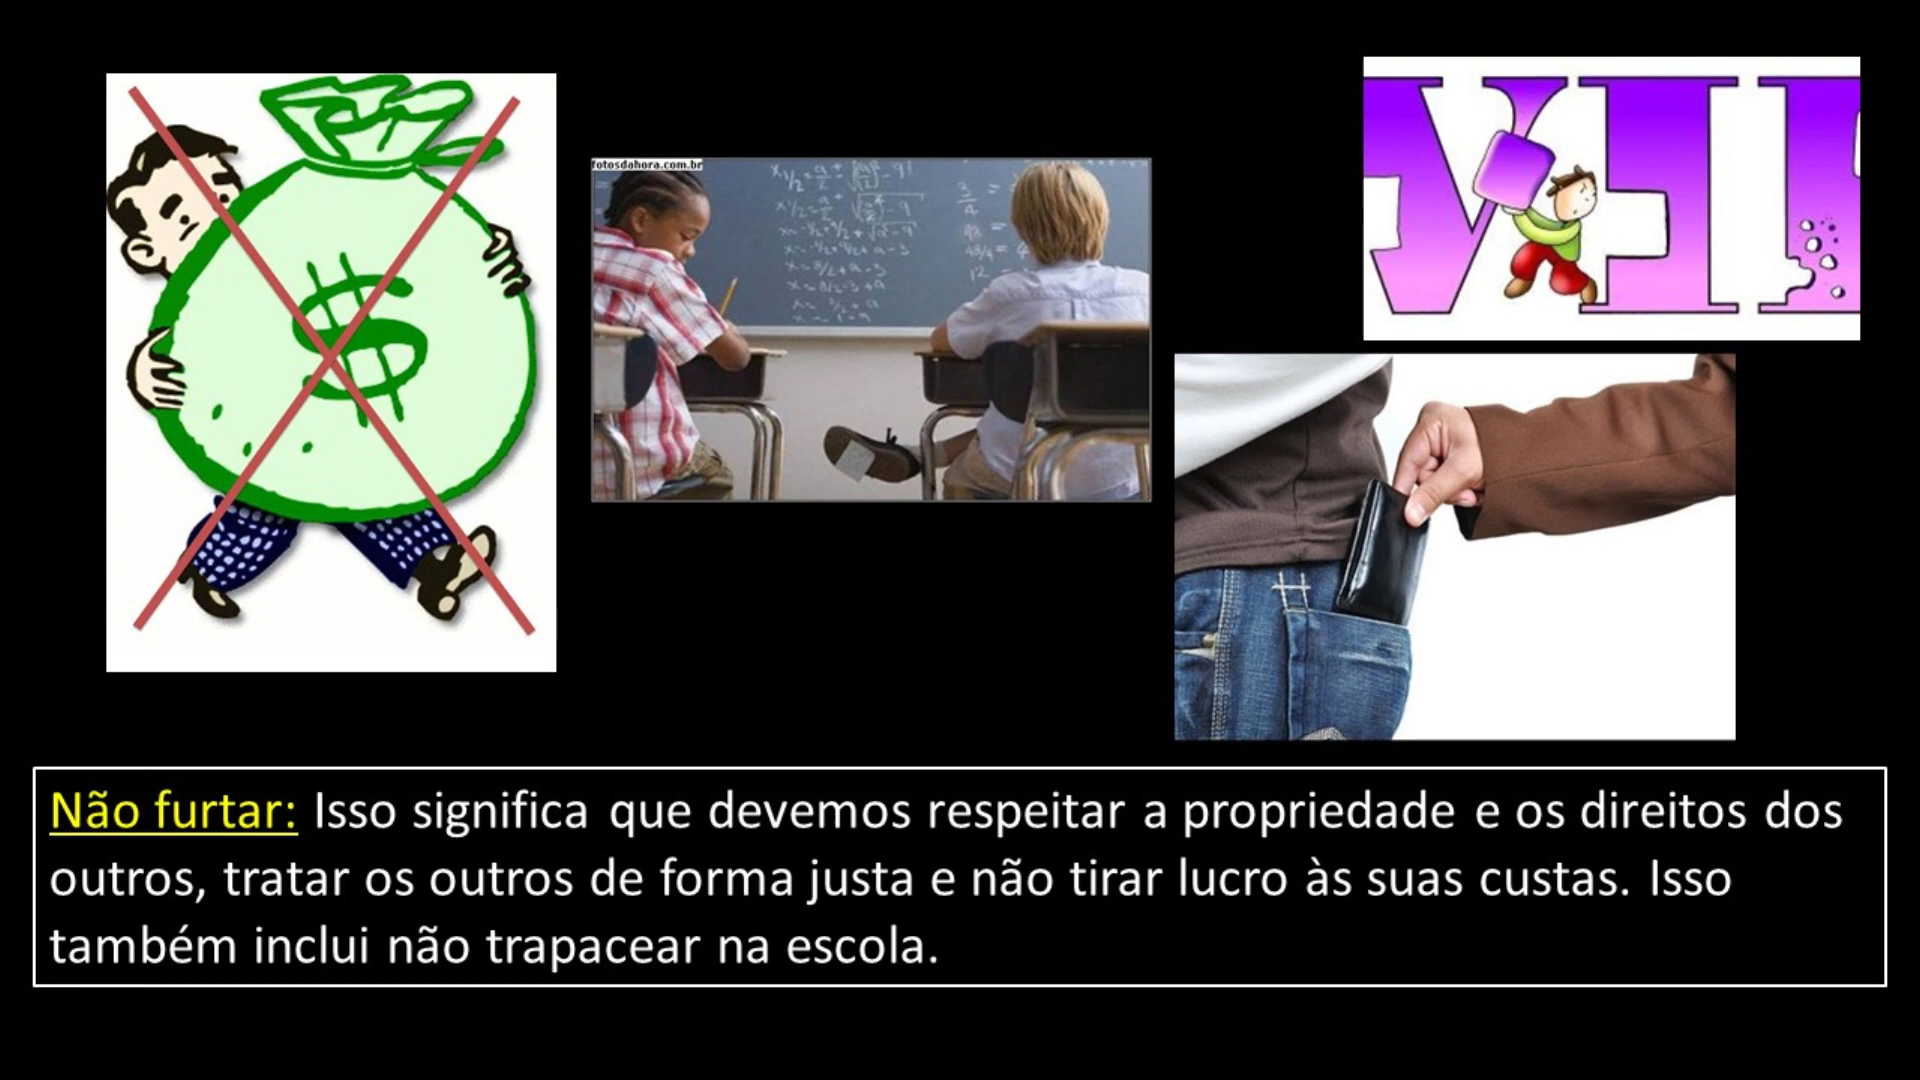 fotosdahora.com.br
VII
$
Não furtar: Isso significa que devemos respeitar a propriedade e os direitos dos
outros, tratar os outros de forma justa e não tirar lucro às suas custas. Isso
também inclui não trapacear na escola.